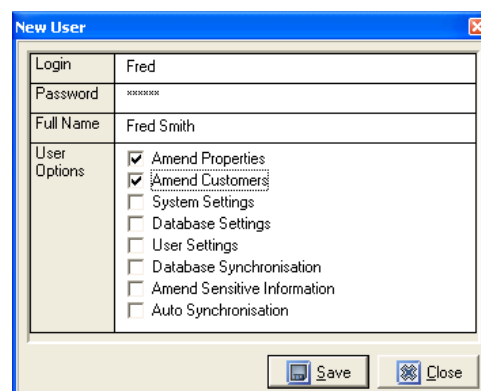 New User
Login Fred
Password ××××××
Full Name Fred Smith
User Options
Amend Properties
Amend Customers
System Settings
Database Settings
User Settings
Database Synchronisation
Amend Sensitive Information
Auto Synchronisation
Save Close